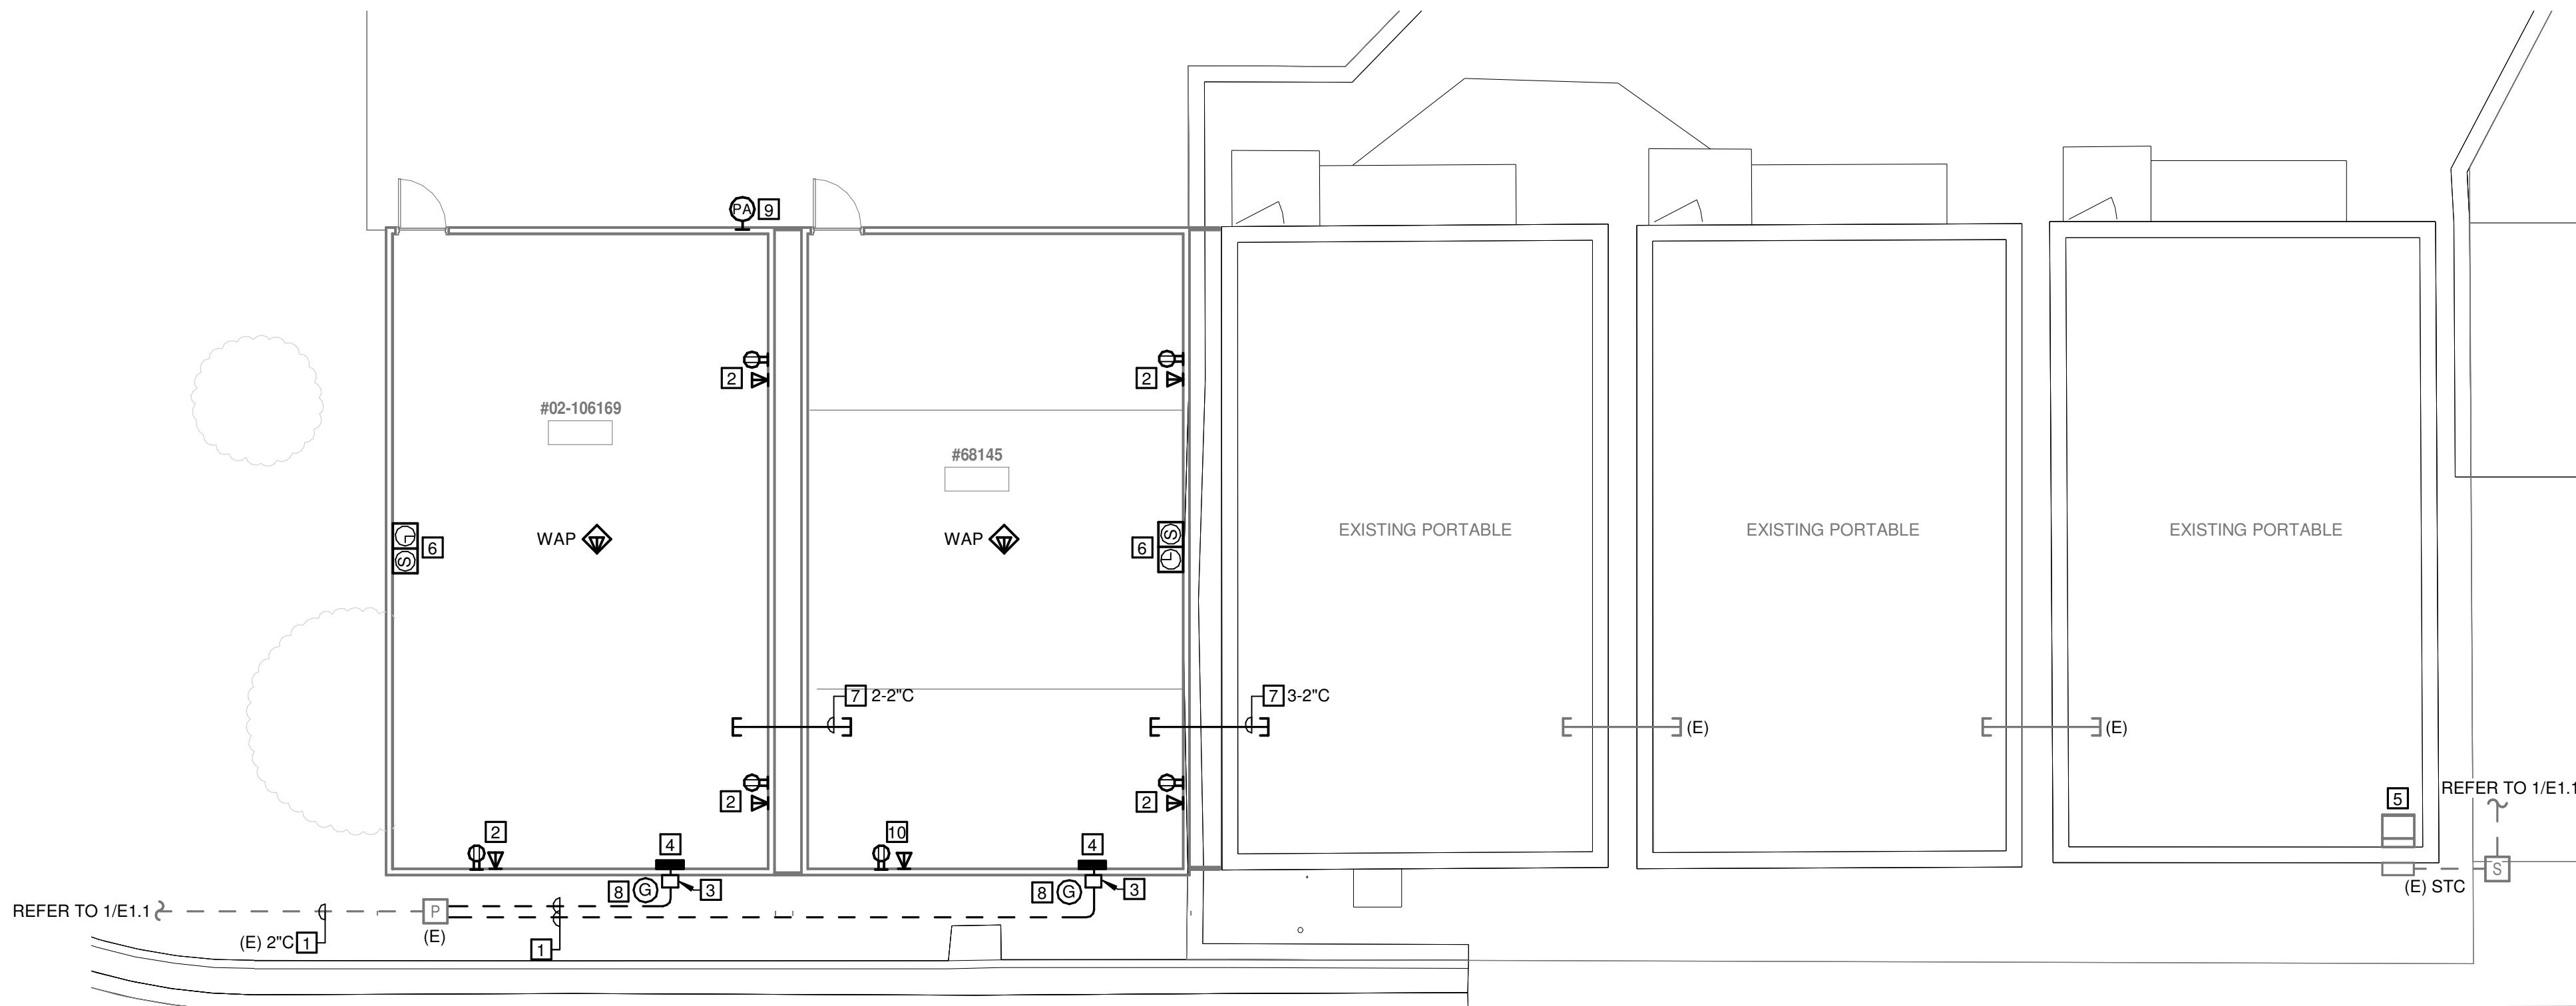 PA 9
2
2
#02-106169
#68145
WAP
WAP
EXISTING PORTABLE
EXISTING PORTABLE
EXISTING PORTABLE
L
S
6
6
S
L
7 2-2"C
7 3-2"C
(E)
(E)
2
2
5
REFER TO 1/E1.1
2
4
10
4
8 G
3
8 G
3
S
(E) STC
REFER TO 1/E1.1
P
(E)
(E) 2"C 1
1